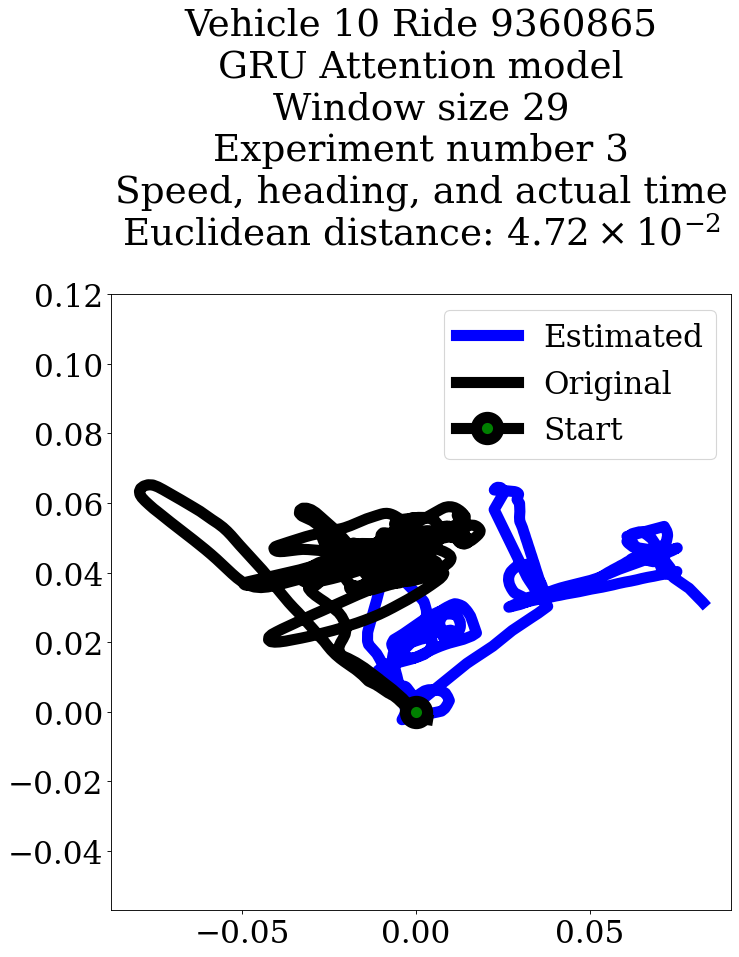 Vehicle 10 Ride 9360865
GRU Attention model
Window size 29
Experiment number 3
Speed, heading, and actual time
Euclidean distance: 4.72 × 10⁻²
0.12
0.10
0.08
0.06
0.04
0.02
0.00
−0.02
−0.04
Estimated
Original
Start
−0.05
0.00
0.05